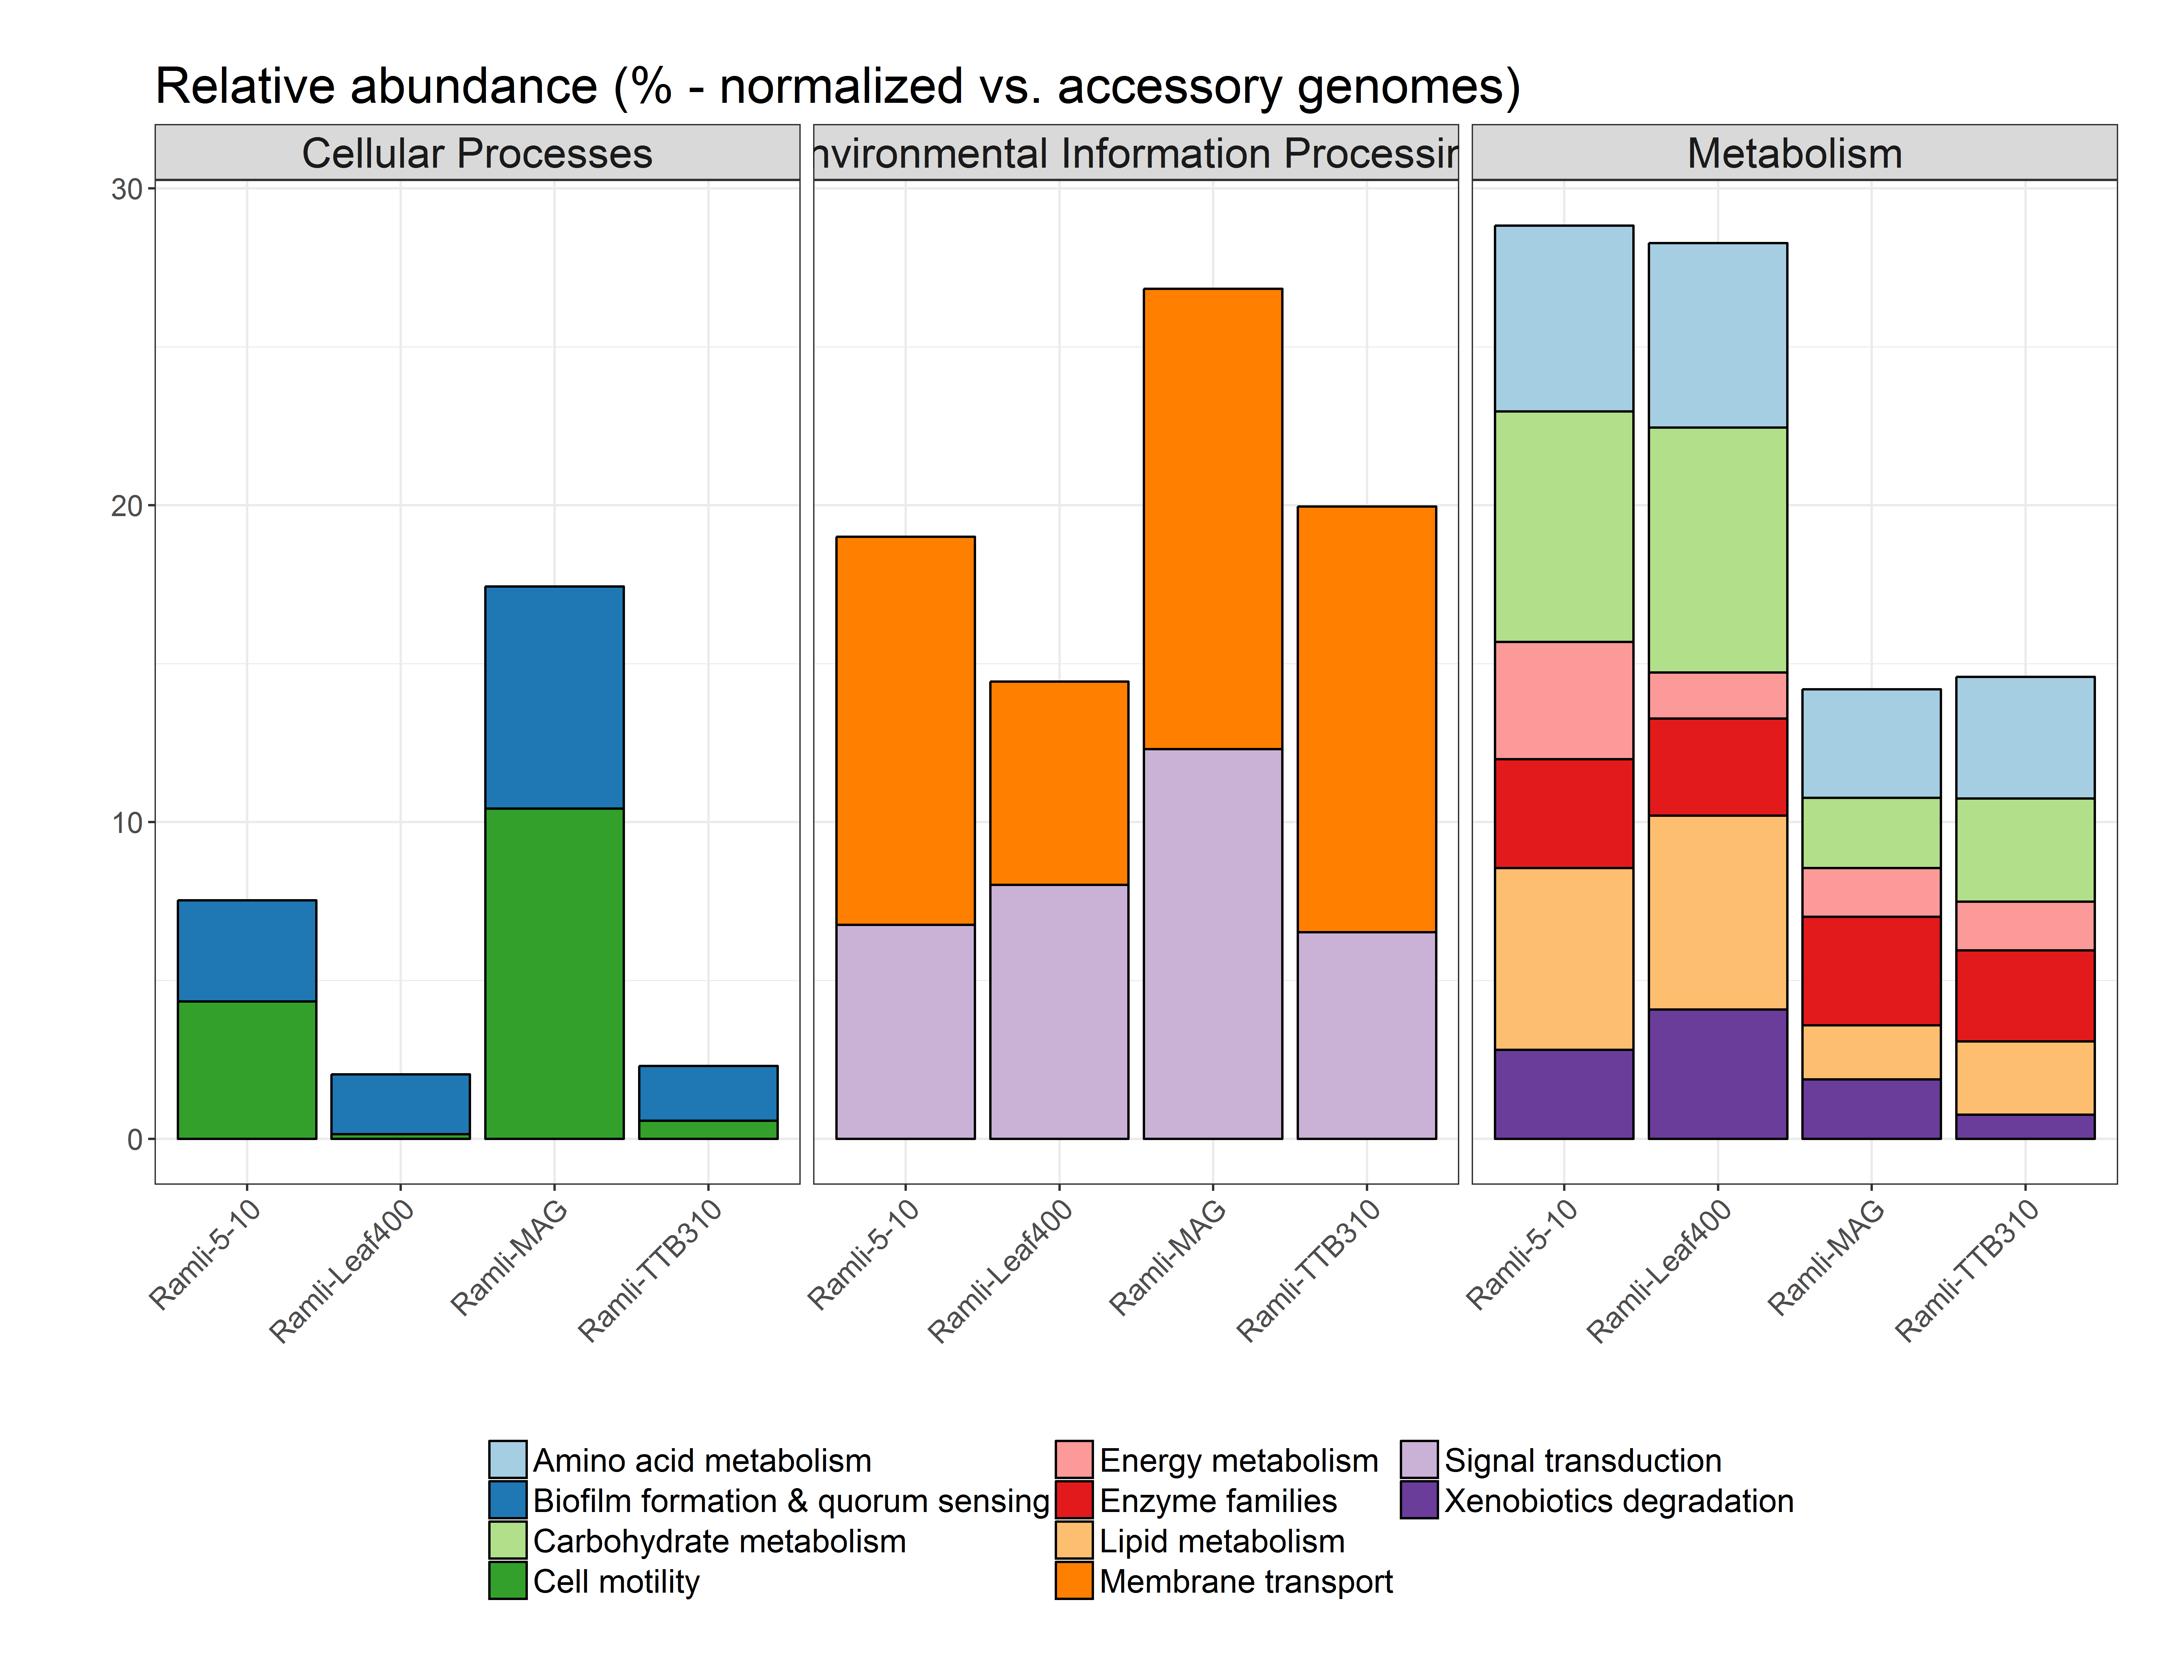 Relative abundance (% - normalized vs. accessory genomes)
Cellular Processes
nvironmental Information Processin
Metabolism
30
20
10
0
Ramli-5-10
Ramli-Leaf400
Ramli-MAG
Ramli-TTB310
Ramli-5-10
Ramli-Leaf400
Ramli-MAG
Ramli-TTB310
Ramli-5-10
Ramli-Leaf400
Ramli-MAG
Ramli-TTB310
Amino acid metabolism
Biofilm formation & quorum sensing
Carbohydrate metabolism
Cell motility
Energy metabolism
Enzyme families
Lipid metabolism
Membrane transport
Signal transduction
Xenobiotics degradation